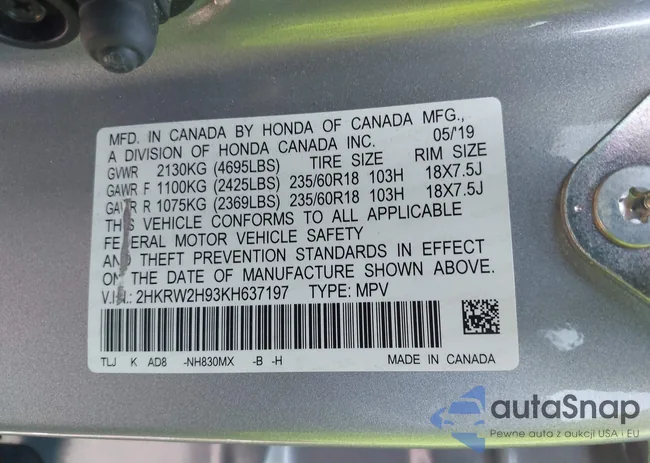 MFD. IN CANADA BY HONDA OF CANADA MFG.,
A DIVISION OF HONDA CANADA INC. 05/19
GVWR 2130KG (4695LBS) TIRE SIZE RIM SIZE
GAWR F 1100KG (2425LBS) 235/60R18 103H 18X7.5J
GAWR R 1075KG (2369LBS) 235/60R18 103H 18X7.5J
THIS VEHICLE CONFORMS TO ALL APPLICABLE
FEDERAL MOTOR VEHICLE SAFETY
AND THEFT PREVENTION STANDARDS IN EFFECT
ON THE DATE OF MANUFACTURE SHOWN ABOVE.
V.I.N.: 2HKRW2H93KH637197 TYPE: MPV
TLJ K AD8 -NH830MX -B -H MADE IN CANADA
autaSnap
Pewne auta z aukcji USA i EU